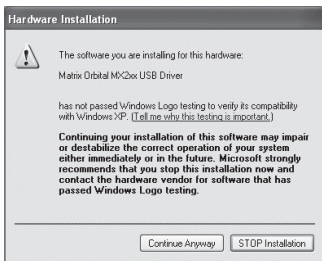 Hardware Installation
The software you are installing for this hardware:
Matrix Orbital MX2xx USB Driver
has not passed Windows Logo testing to verify its compatibility
with Windows XP. (Tell me why this testing is important.)
Continuing your installation of this software may impair
or destabilize the correct operation of your system
either immediately or in the future. Microsoft strongly
recommends that you stop this installation now and
contact the hardware vendor for software that has
passed Windows Logo testing.
Continue Anyway
STOP Installation